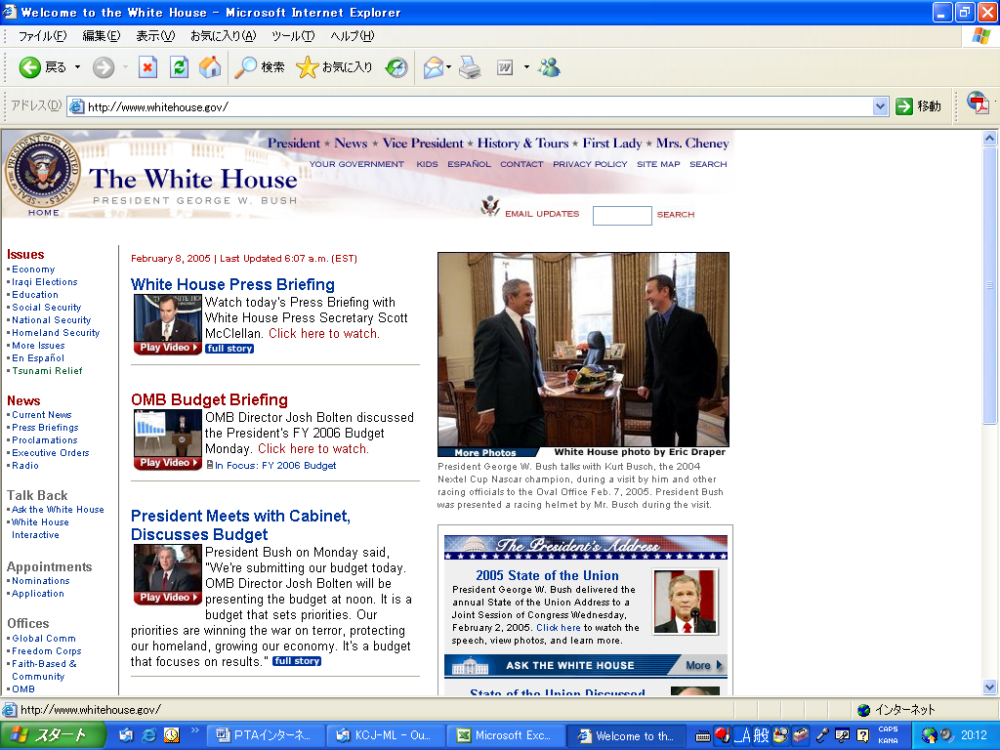 Welcome to the White House - Microsoft Internet Explorer
ファイル(F) 編集(E) 表示(V) お気に入り(A) ツール(T) ヘルプ(H)
戻る 検索 お気に入り
アドレス(D) http://www.whitehouse.gov/ 移動
President ★ News ★ Vice President ★ History & Tours ★ First Lady ★ Mrs. Cheney
YOUR GOVERNMENT KIDS ESPAÑOL CONTACT PRIVACY POLICY SITE MAP SEARCH
The White House
PRESIDENT GEORGE W. BUSH
HOME
EMAIL UPDATES SEARCH
Issues
Economy
Iraqi Elections
Education
Social Security
National Security
Homeland Security
More Issues
En Español
Tsunami Relief
News
Current News
Press Briefings
Proclamations
Executive Orders
Radio
Talk Back
Ask the White House
White House
Interactive
Appointments
Nominations
Application
Offices
Global Comm
Freedom Corps
Faith-Based &
Community
OMB
February 8, 2005 | Last Updated 6:07 a.m. (EST)
White House Press Briefing
Watch today's Press Briefing with
White House Press Secretary Scott
McClellan. Click here to watch.
Play Video full story
OMB Budget Briefing
OMB Director Josh Bolten discussed
the President's FY 2006 Budget
Monday. Click here to watch.
Play Video In Focus: FY 2006 Budget
President Meets with Cabinet,
Discusses Budget
President Bush on Monday said,
"We're submitting our budget today.
OMB Director Josh Bolten will be
presenting the budget at noon. It is a
Play Video
budget that sets priorities. Our
priorities are winning the war on terror, protecting
our homeland, growing our economy. It's a budget
that focuses on results." full story
More Photos White House photo by Eric Draper
President George W. Bush talks with Kurt Busch, the 2004
Nextel Cup Nascar champion, during a visit by him and other
racing officials to the Oval Office Feb. 7, 2005. President Bush
was presented a racing helmet by Mr. Busch during the visit.
The President's Address
2005 State of the Union
President George W. Bush delivered the
annual State of the Union Address to a
Joint Session of Congress Wednesday,
February 2, 2005. Click here to watch the
speech, view photos, and learn more.
ASK THE WHITE HOUSE More
State of the Union Discussed
http://www.whitehouse.gov/ インターネット
スタート PTAインターネ... KCJ-ML - Ou... Microsoft Exc... Welcome to th... A 般 CAPS KANA 20:12